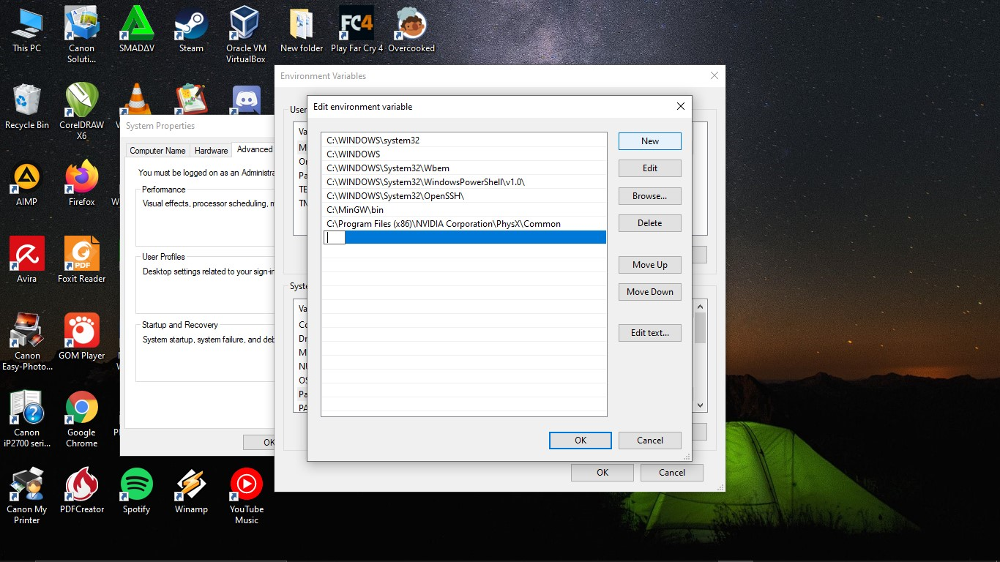 This PC
Canon
Soluti...
SMADΔV
Steam
Oracle VM
VirtualBox
New folder
FC4
Play Far Cry 4
Overcooked
Recycle Bin
CorelDRAW
X6
AIMP
Firefox
Avira
PDF
Foxit Reader
Canon
Easy-Photo...
GOM Player
Canon
iP2700 seri...
Google
Chrome
Canon My
Printer
PDFCreator
Spotify
Winamp
YouTube
Music
System Properties
Computer Name
Hardware
Advanced
You must be logged on as an Administra
Performance
Visual effects, processor scheduling, m
User Profiles
Desktop settings related to your sign-in
Startup and Recovery
System startup, system failure, and deb
OK
Environment Variables
User
Va
M
Or
Pa
TE
TM
Syste
Va
Co
Dr
M
NU
OS
Pa
PA
OK
Cancel
Edit environment variable
C:\WINDOWS\system32
C:\WINDOWS
C:\WINDOWS\System32\Wbem
C:\WINDOWS\System32\WindowsPowerShell\v1.0\
C:\WINDOWS\System32\OpenSSH\
C:\MinGW\bin
C:\Program Files (x86)\NVIDIA Corporation\PhysX\Common
New
Edit
Browse...
Delete
Move Up
Move Down
Edit text...
OK
Cancel